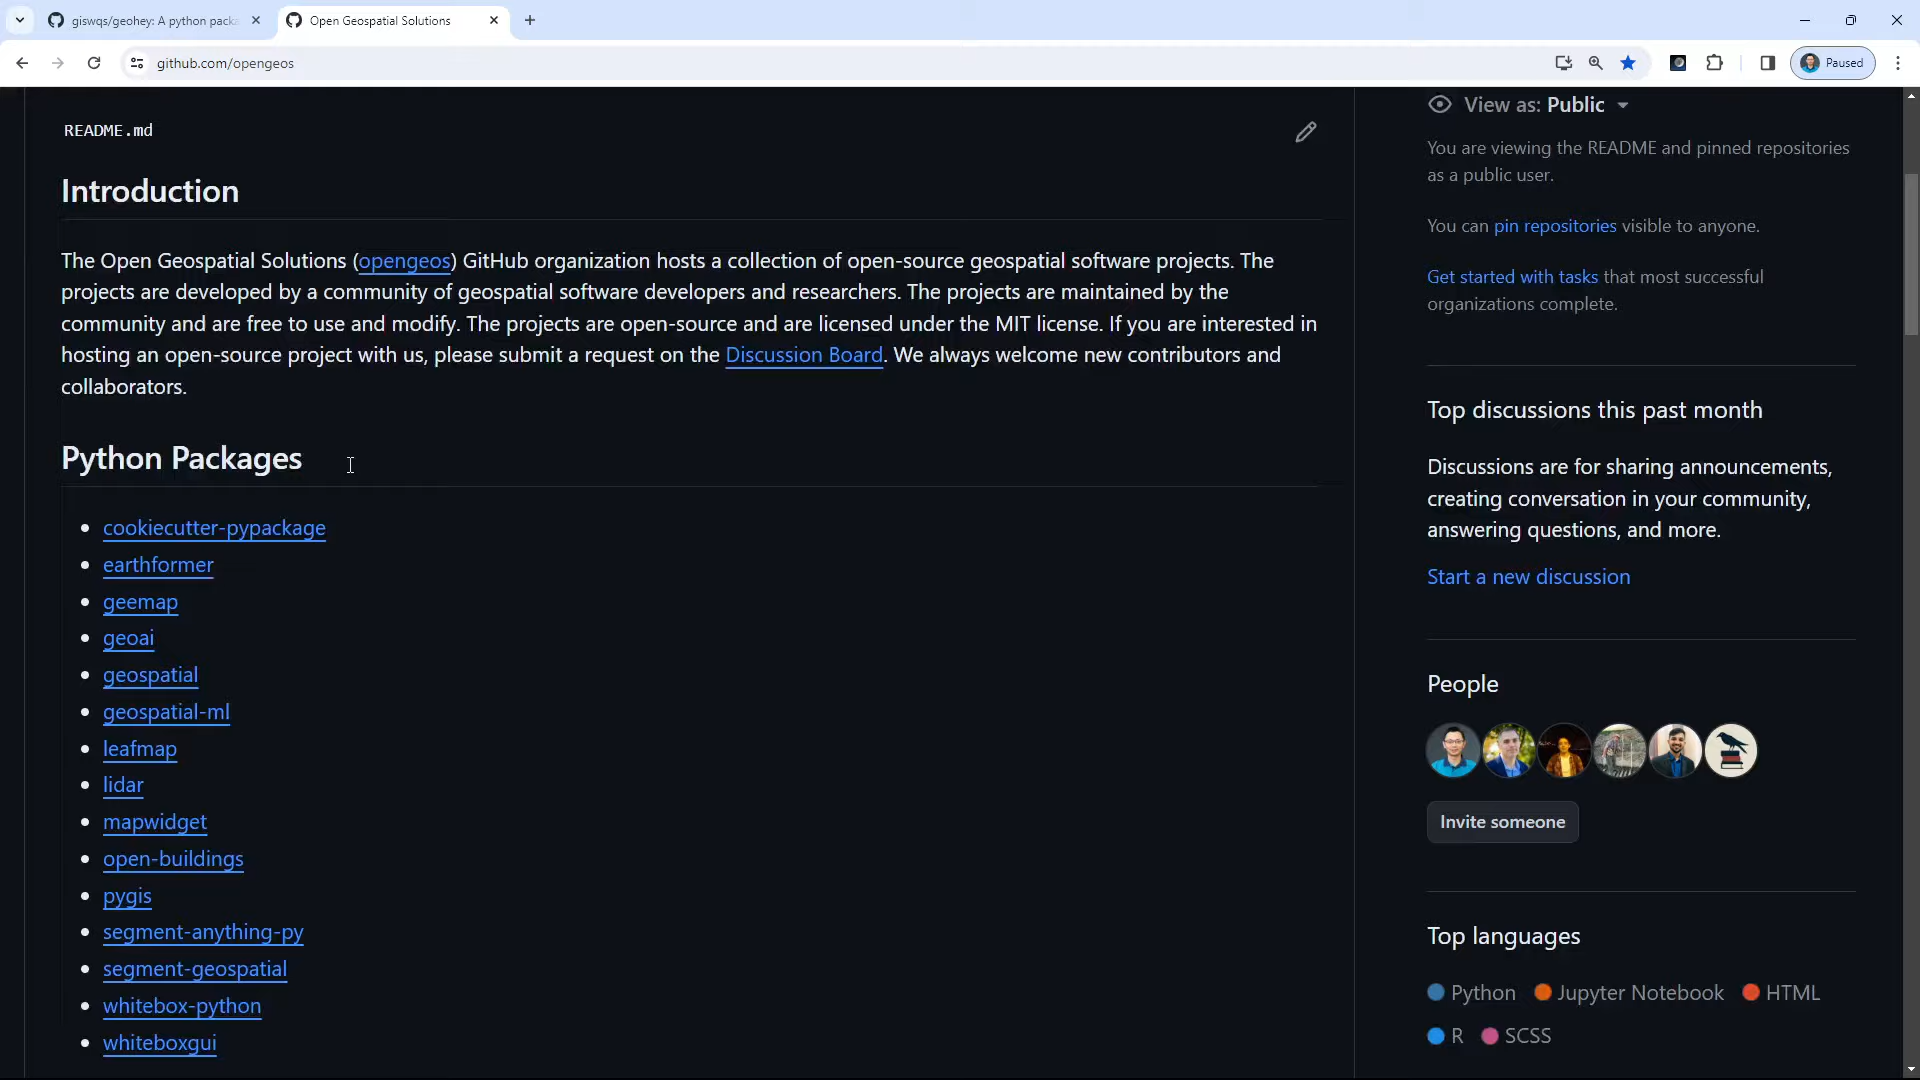 giswqs/geohey: A python pack
Open Geospatial Solutions
github.com/opengeos
Paused
README.md
Introduction
The Open Geospatial Solutions (opengeos) GitHub organization hosts a collection of open-source geospatial software projects. The
projects are developed by a community of geospatial software developers and researchers. The projects are maintained by the
community and are free to use and modify. The projects are open-source and are licensed under the MIT license. If you are interested in
hosting an open-source project with us, please submit a request on the Discussion Board. We always welcome new contributors and
collaborators.
Python Packages
cookiecutter-pypackage
earthformer
geemap
geoai
geospatial
geospatial-ml
leafmap
lidar
mapwidget
open-buildings
pygis
segment-anything-py
segment-geospatial
whitebox-python
whiteboxgui
View as: Public
You are viewing the README and pinned repositories
as a public user.
You can pin repositories visible to anyone.
Get started with tasks that most successful
organizations complete.
Top discussions this past month
Discussions are for sharing announcements,
creating conversation in your community,
answering questions, and more.
Start a new discussion
People
Invite someone
Top languages
Python Jupyter Notebook HTML
R SCSS